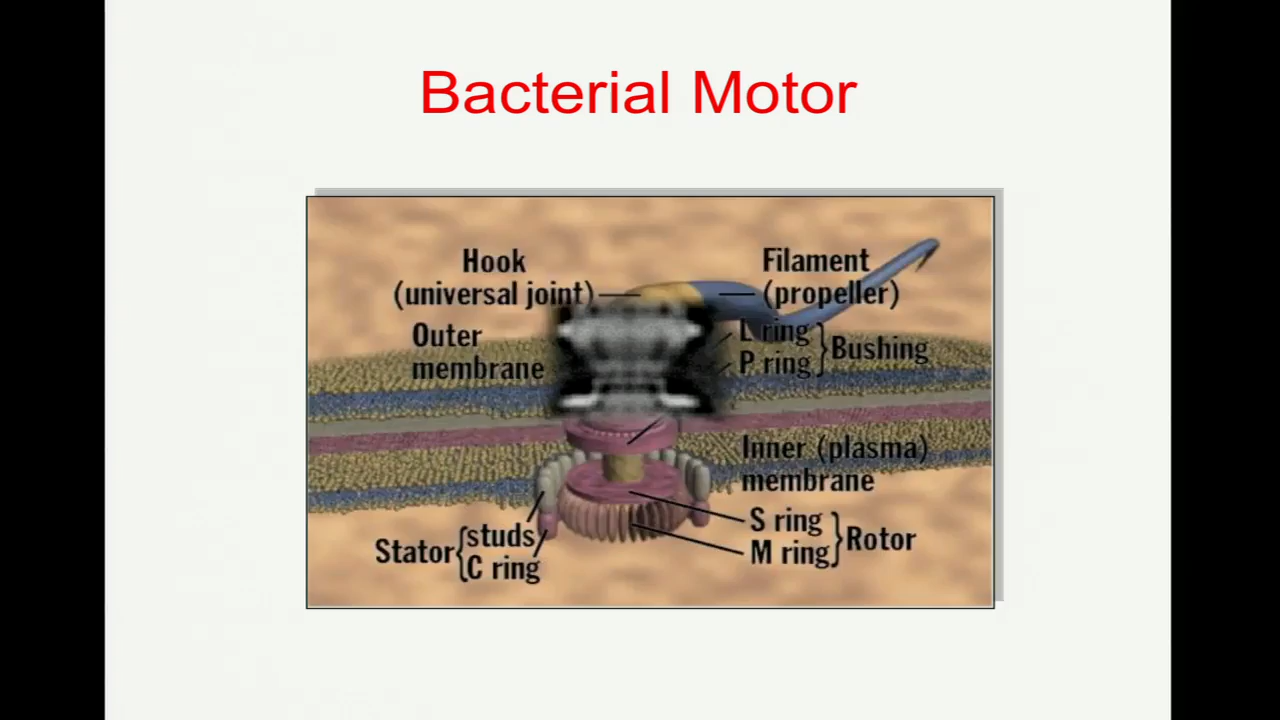 Bacterial Motor
Hook
(universal joint)
Filament
(propeller)
Outer
membrane
L ring
P ring
Bushing
Inner (plasma)
membrane
S ring
M ring
Rotor
Stator
studs
C ring